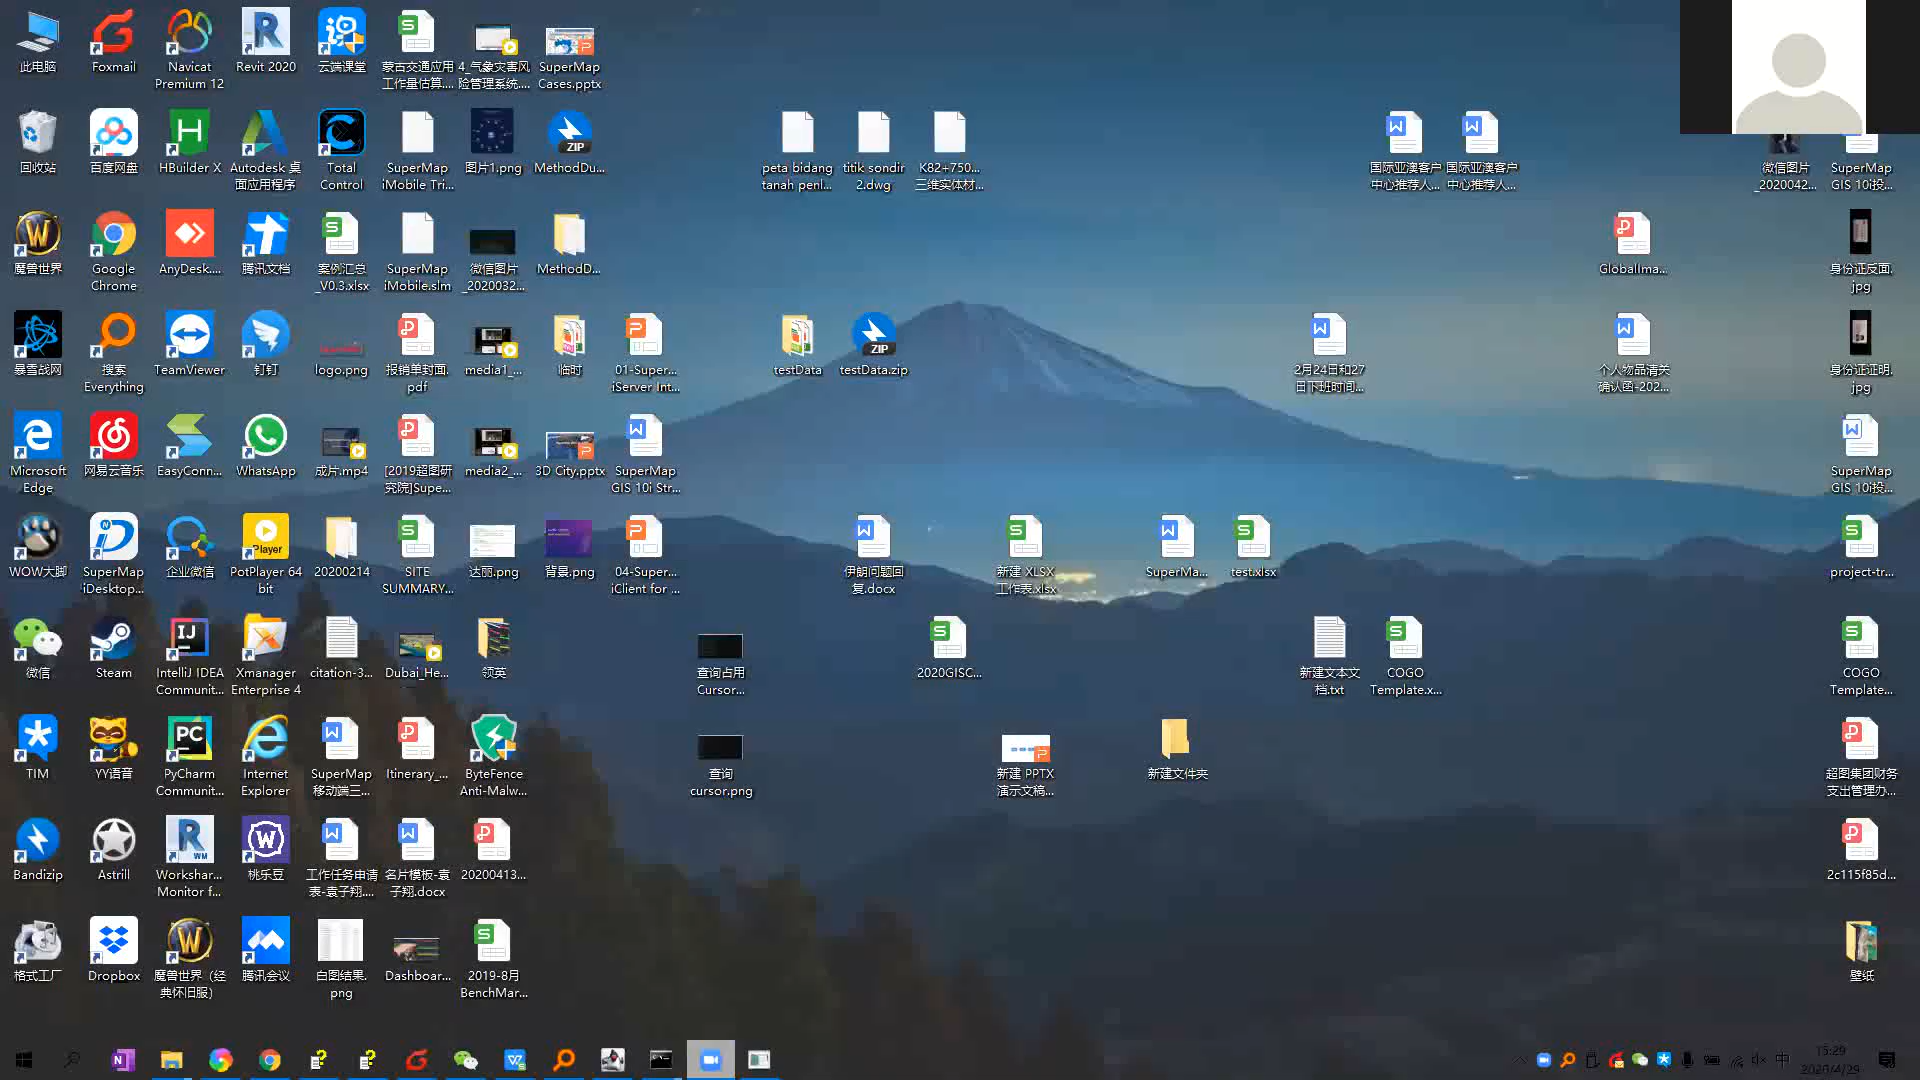 此电脑
Foxmail
Navicat
Premium 12
Revit 2020
云端课堂
蒙古交通应用
工作量估算....
4_气象灾害风
险管理系统....
SuperMap
Cases.pptx
回收站
百度网盘
HBuilder X
Autodesk 桌
面应用程序
Total
Control
SuperMap
iMobile Tri...
图片1.png
ZIP
MethodDu...
peta bidang
tanah penl...
titik sondir
2.dwg
K82+750...
三维实体材...
国际亚澳客户
中心推荐人...
国际亚澳客户
中心推荐人...
微信图片
_2020042...
SuperMap
GIS 10i投...
魔兽世界
Google
Chrome
AnyDesk....
腾讯文档
案例汇总
_V0.3.xlsx
SuperMap
iMobile.slm
微信图片
_2020032...
MethodD...
GlobalIma...
身份证反面.
jpg
暴雪战网
搜索
Everything
TeamViewer
钉钉
logo.png
报销单封面.
pdf
media1_...
临时
01-Super...
iServer Int...
testData
ZIP
testData.zip
2月24日和27
日下班时间...
个人物品清关
确认函-202...
身份证证明.
jpg
Microsoft
Edge
网易云音乐
EasyConn...
WhatsApp
成片.mp4
[2019超图研
究院]Supe...
media2_...
3D City.pptx
SuperMap
GIS 10i Str...
SuperMap
GIS 10i投...
WOW大脚
SuperMap
iDesktop...
企业微信
Player
PotPlayer 64
bit
20200214
SITE
SUMMARY...
达丽.png
背景.png
04-Super...
iClient for ...
伊朗问题回
复.docx
新建 XLSX
工作表.xlsx
SuperMa...
test.xlsx
project-tr...
微信
Steam
IntelliJ IDEA
Communit...
Xmanager
Enterprise 4
citation-3...
Dubai_He...
领英
查询占用
Cursor...
2020GISC...
新建文本文
档.txt
COGO
Template.x...
COGO
Template...
TIM
YY语音
PyCharm
Communit...
Internet
Explorer
SuperMap
移动端三...
Itinerary_...
ByteFence
Anti-Malw...
查询
cursor.png
新建 PPTX
演示文稿...
新建文件夹
超图集团财务
支出管理办...
Bandizip
Astrill
Workshar...
Monitor f...
桃乐豆
工作任务申请
表-袁子翔....
名片模板-袁
子翔.docx
20200413...
2c115f85d...
格式工厂
Dropbox
魔兽世界（经
典怀旧服）
腾讯会议
白图结果.
png
Dashboar...
2019-8月
BenchMar...
壁纸
中
15:29
2020/4/29